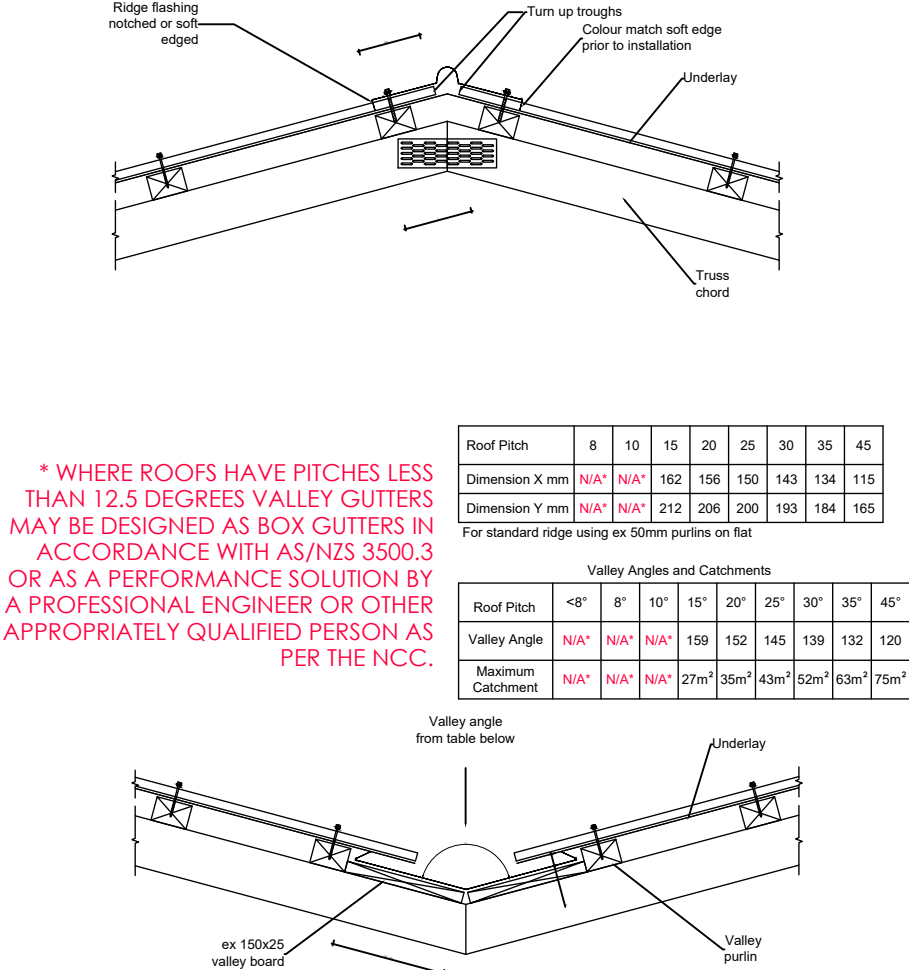 Ridge flashing
notched or soft
edged
Turn up troughs
Colour match soft edge
prior to installation
Underlay
Truss
chord
* WHERE ROOFS HAVE PITCHES LESS
THAN 12.5 DEGREES VALLEY GUTTERS
MAY BE DESIGNED AS BOX GUTTERS IN
ACCORDANCE WITH AS/NZS 3500.3
OR AS A PERFORMANCE SOLUTION BY
A PROFESSIONAL ENGINEER OR OTHER
APPROPRIATELY QUALIFIED PERSON AS
PER THE NCC.
Roof Pitch 8 10 15 20 25 30 35 45
Dimension X mm N/A* N/A* 162 156 150 143 134 115
Dimension Y mm N/A* N/A* 212 206 200 193 184 165
For standard ridge using ex 50mm purlins on flat
Valley Angles and Catchments
Roof Pitch <8° 8° 10° 15° 20° 25° 30° 35° 45°
Valley Angle N/A* N/A* N/A* 159 152 145 139 132 120
Maximum
Catchment N/A* N/A* N/A* 27m² 35m² 43m² 52m² 63m² 75m²
Valley angle
from table below
Underlay
ex 150x25
valley board
Valley
purlin